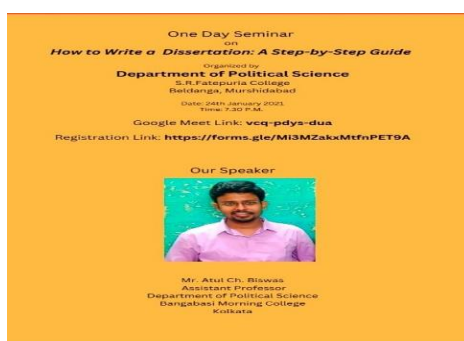 One Day Seminar
on
How to Write a Dissertation: A Step-by-Step Guide
Organized by
Department of Political Science
S.R.Fatepuria College
Beldanga, Murshidabad
Date: 24th January 2021
Time: 7.30 P.M.
Google Meet Link: vcq-pdys-dua
Registration Link: https://forms.gle/Mi3MZakxMtfnPET9A
Our Speaker
Mr. Atul Ch. Biswas
Assistant Professor
Department of Political Science
Bangabasi Morning College
Kolkata